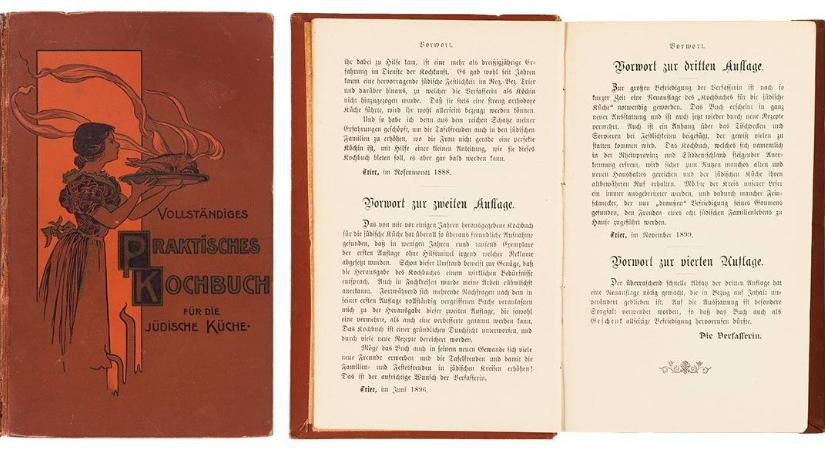 VOLLSTÄNDIGES
PRAKTISCHES
KOCHBUCH
FÜR DIE
JÜDISCHE KÜCHE.
Vorwort.
ihr dabei zu Hilfe kam, ist eine mehr als dreißigjährige Er-
fahrung im Dienste der Kochkunst. Es gab wohl seit Jahren
kaum eine hervorragende jüdische Festlichkeit im Reg.-Bez. Trier
und darüber hinaus, zu welcher die Verfasserin als Köchin
nicht hinzugezogen wurde. Daß sie stets eine streng orthodoxe
Küche führte, wird ihr wohl allerseits bezeugt werden können.
Und so habe ich denn aus dem reichen Schatze meiner
Erfahrungen geschöpft, um die Tafelfreuden auch in den jüdischen
Familien zu erhöhen, wo die Frau nicht gerade eine perfekte
Köchin ist, mit Hilfe einer kleinen Anleitung, wie sie dieses
Kochbuch bieten soll, es aber gar bald werden kann.
Trier, im Rosenmonat 1888.
Vorwort zur zweiten Auflage.
Das von mir vor einigen Jahren herausgegebene Kochbuch
für die jüdische Küche hat überall so überaus freundliche Aufnahme
gefunden, daß in wenigen Jahren rund tausend Exemplare
der ersten Auflage ohne Hilfsmittel irgend welcher Reklame
abgesetzt wurden. Schon dieser Umstand beweist zur Genüge, daß
die Herausgabe des Kochbuches einem wirklichen Bedürfnisse
entsprach. Auch in Fachkreisen wurde meine Arbeit rühmlichst
anerkannt. Fortwährend sich mehrende Nachfragen nach dem in
seiner ersten Auflage vollständig vergriffenen Buche veranlaßten
mich zu der Herausgabe dieser zweiten Auflage, die sowohl
eine vermehrte, als auch eine verbesserte genannt werden kann.
Das Kochbuch ist einer gründlichen Durchsicht unterworfen, und
durch viele neue Rezepte bereichert worden.
Möge das Buch auch in seinem neuen Gewande sich viele
neue Freunde erwerben und die Tafelfreuden und damit die
Familien- und Festesfreuden in jüdischen Kreisen erhöhen!
Das ist der aufrichtige Wunsch der Verfasserin.
Trier, im Juni 1896.
Vorwort.
Vorwort zur dritten Auflage.
Zur großen Befriedigung der Verfasserin ist nach so
kurzer Zeit eine Neuauflage des „Kochbuches für die jüdische
Küche“ notwendig geworden. Das Buch erscheint in ganz
neuer Ausstattung und ist auch jetzt wieder durch neue Rezepte
vermehrt. Auch ist ein Anhang über das Tischdecken und
Servieren bei Festlichkeiten beigefügt, der gewiß vielen zu
statten kommen wird. Das Kochbuch, welches sich namentlich
in der Rheinprovinz und Süddeutschland steigender Aner-
kennung erfreut, wird sicher zum Nutzen manches alten und
neuen Haushaltes gereichen und der jüdischen Küche ihren
altbewährten Ruf erhalten. Möchte der Kreis unserer Leser
ein immer ausgebreiteter werden, und dadurch mancher Fein-
schmecker, der nur „auswärts“ Befriedigung seines Gaumens
gefunden, den Freuden eines echt jüdischen Familienlebens zu
Hause zugeführt werden.
Trier, im November 1899.
Vorwort zur vierten Auflage.
Der überraschend schnelle Absatz der dritten Auflage hat
eine Neuauflage nötig gemacht, die in Bezug auf Inhalt un-
verändert geblieben ist. Auf die Ausstattung ist besondere
Sorgfalt verwendet worden, so daß das Buch auch als
Geschenk allseitige Befriedigung hervorrufen dürfte.
Die Verfasserin.